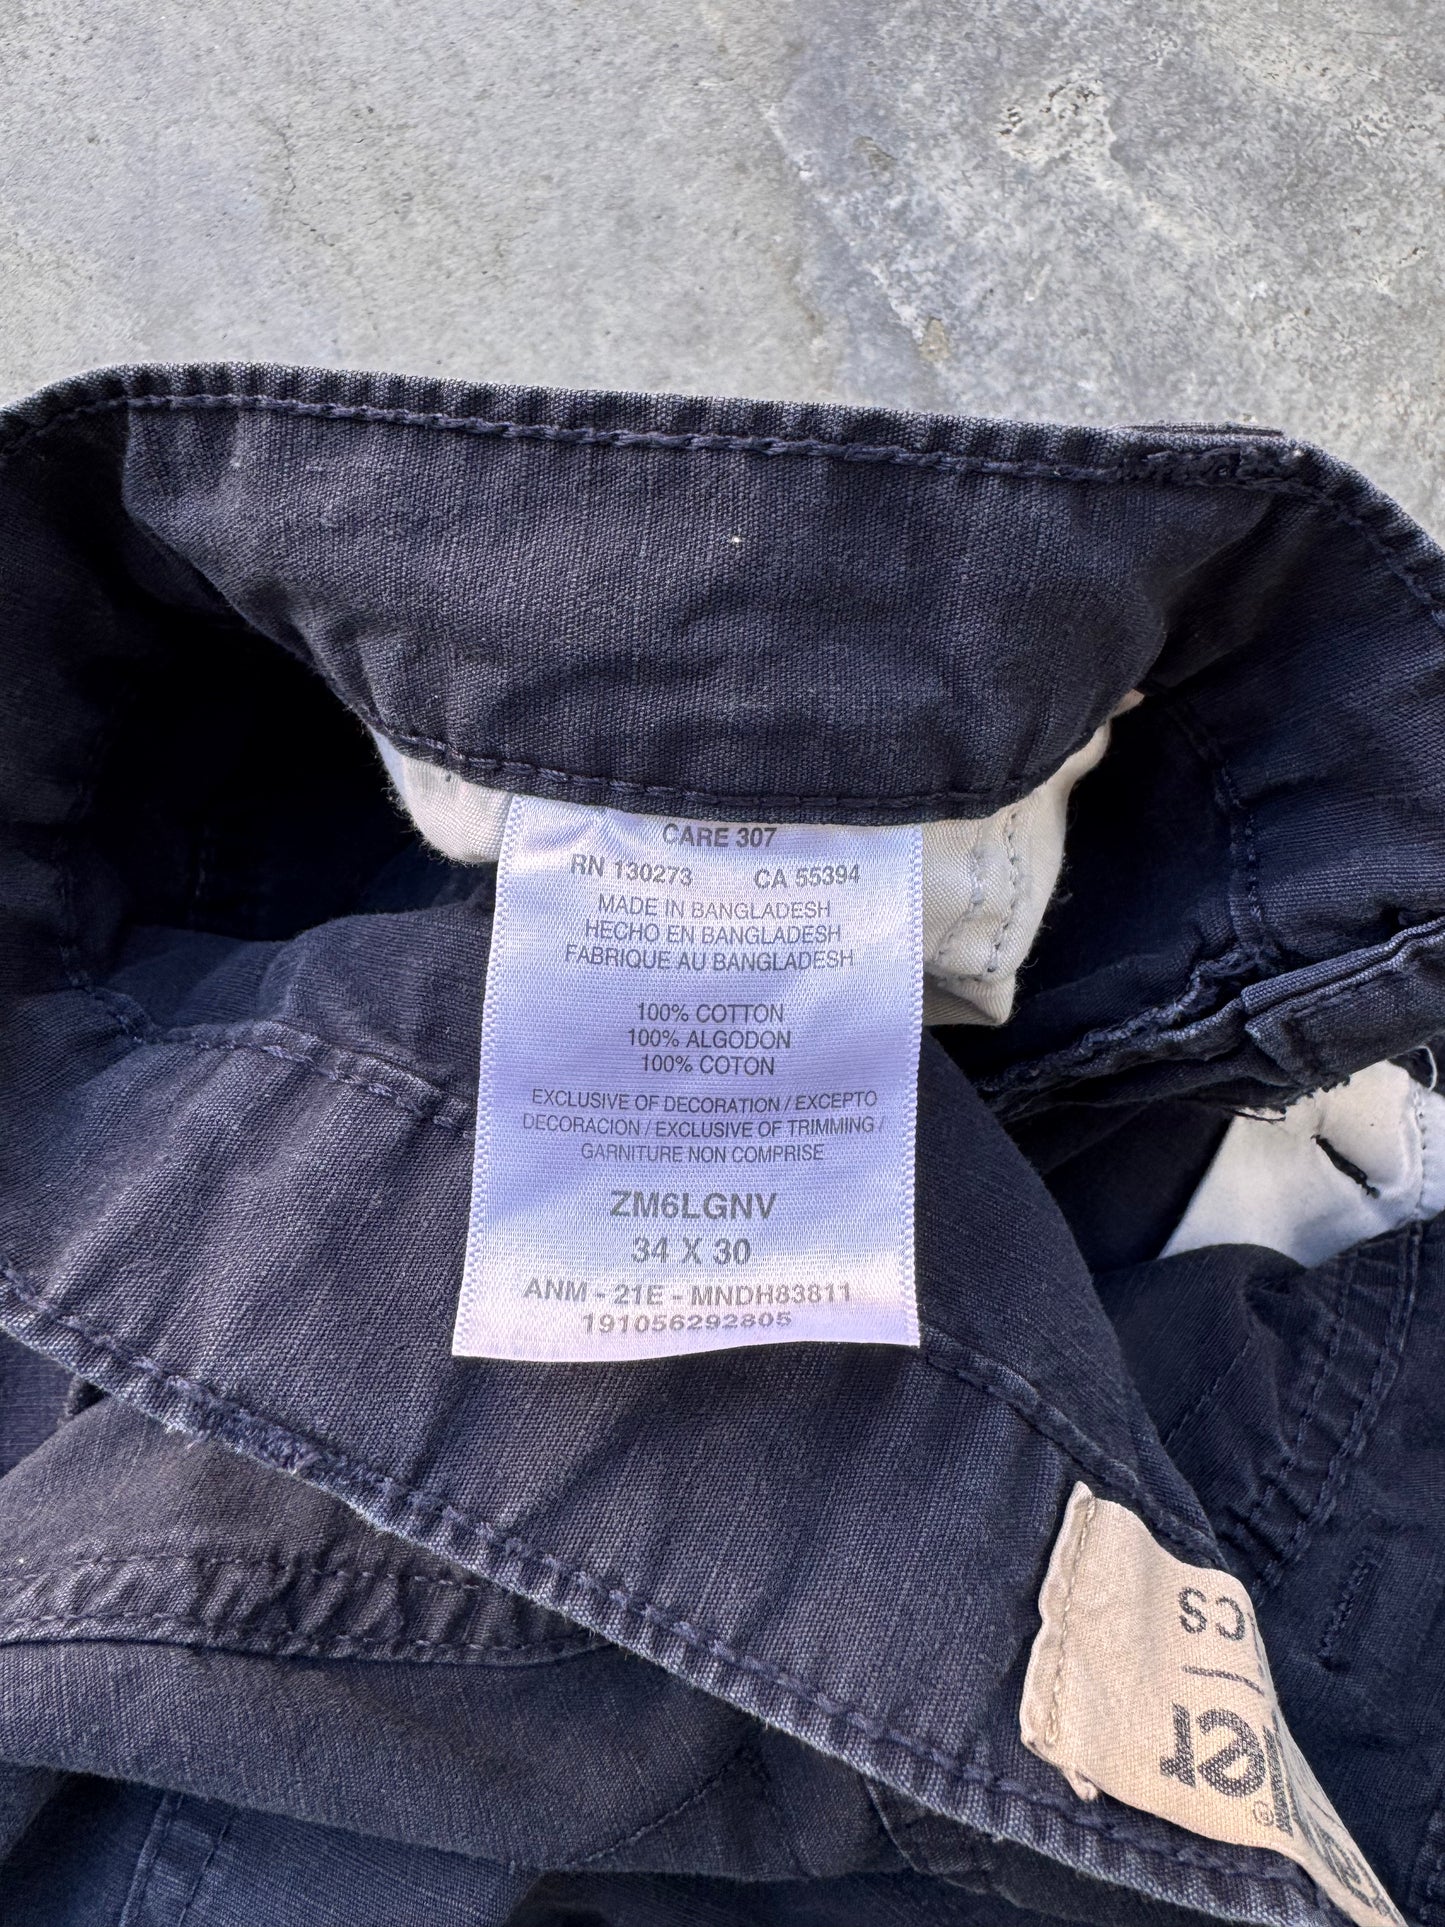 CARE 307
RN 130273 CA 55394
MADE IN BANGLADESH
HECHO EN BANGLADESH
FABRIQUE AU BANGLADESH
100% COTTON
100% ALGODON
100% COTON
EXCLUSIVE OF DECORATION / EXCEPTO
DECORACION / EXCLUSIVE OF TRIMMING /
GARNITURE NON COMPRISE
ZM6LGNV
34 X 30
ANM - 21E - MNDH83811
191056292805